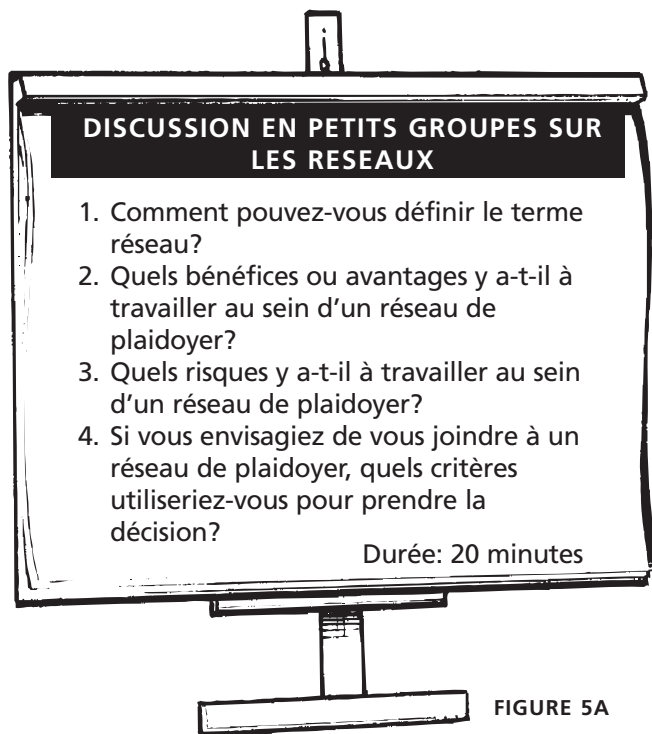 DISCUSSION EN PETITS GROUPES SUR
LES RESEAUX
1. Comment pouvez-vous définir le terme
réseau?
2. Quels bénéfices ou avantages y a-t-il à
travailler au sein d'un réseau de
plaidoyer?
3. Quels risques y a-t-il à travailler au sein
d'un réseau de plaidoyer?
4. Si vous envisagiez de vous joindre à un
réseau de plaidoyer, quels critères
utiliseriez-vous pour prendre la
décision?
Durée: 20 minutes
FIGURE 5A